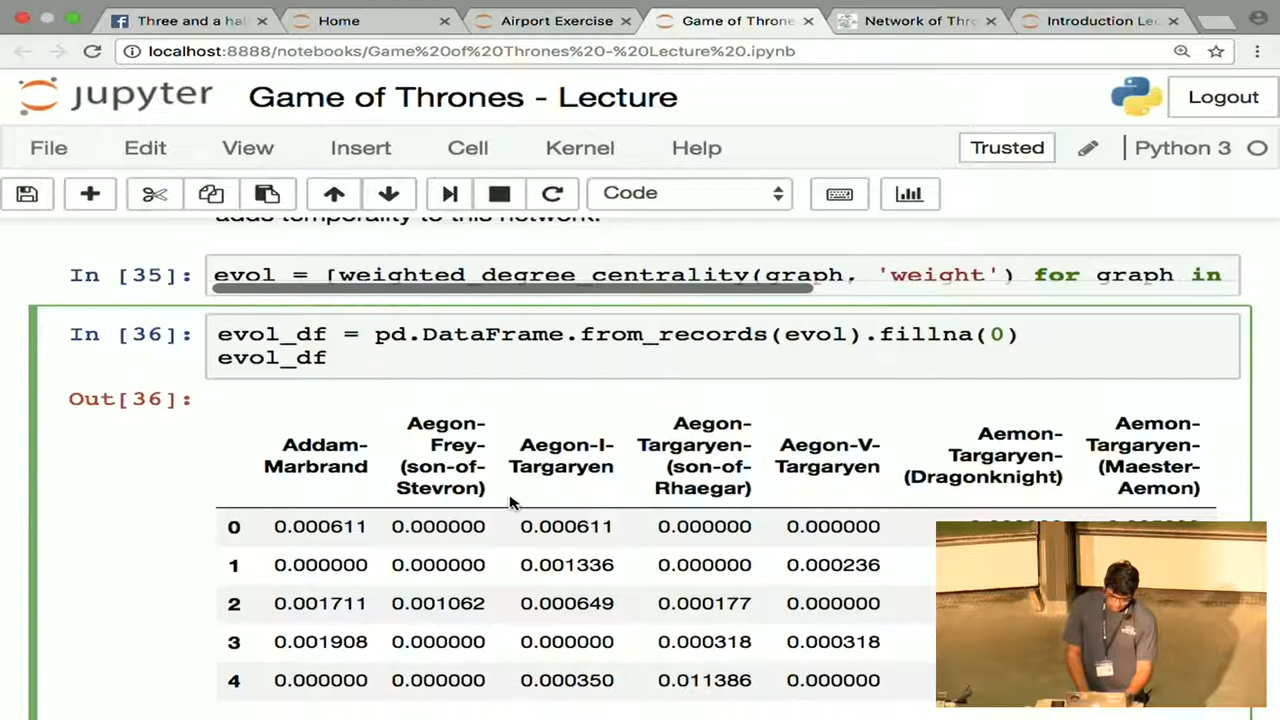 Three and a ha
Home
Airport Exercise
Game of Throne
Network of Thr
Introduction Le
localhost:8888/notebooks/Game%20of%20Thrones%20-%20Lecture%20.ipynb
jupyter
Game of Thrones - Lecture
Logout
File Edit View Insert Cell Kernel Help
Trusted
Python 3
Code
adds temporality to this network.
In [35]: evol = [weighted_degree_centrality(graph, 'weight') for graph in
In [36]: evol_df = pd.DataFrame.from_records(evol).fillna(0)
evol_df
Out[36]:
Addam-
Marbrand
Aegon-
Frey-
(son-of-
Stevron)
Aegon-I-
Targaryen
Aegon-
Targaryen-
(son-of-
Rhaegar)
Aegon-V-
Targaryen
Aemon-
Targaryen-
(Dragonknight)
Aemon-
Targaryen-
(Maester-
Aemon)
0 0.000611 0.000000 0.000611 0.000000 0.000000
1 0.000000 0.000000 0.001336 0.000000 0.000236
2 0.001711 0.001062 0.000649 0.000177 0.000000
3 0.001908 0.000000 0.000000 0.000318 0.000318
4 0.000000 0.000000 0.000350 0.011386 0.000000